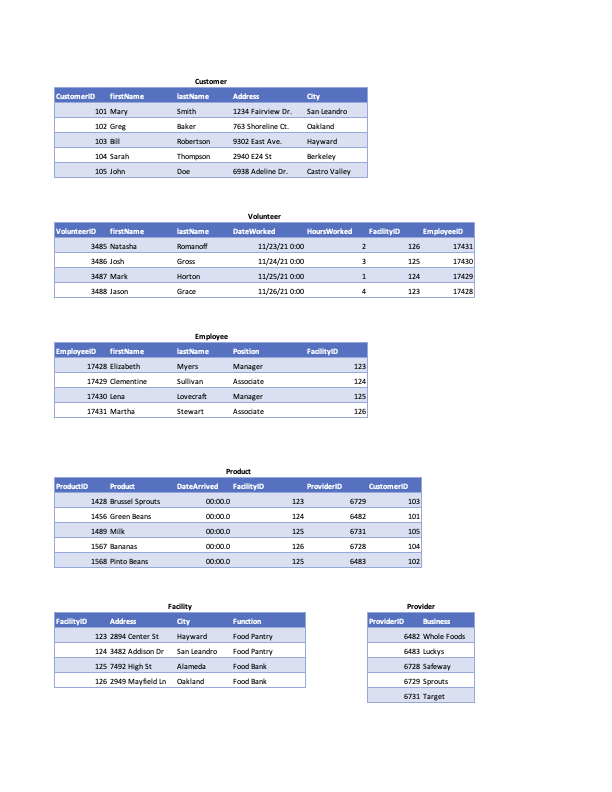 Customer
CustomerID firstName lastName Address City
101 Mary Smith 1234 Fairview Dr. San Leandro
102 Greg Baker 763 Shoreline Ct. Oakland
103 Bill Robertson 9302 East Ave. Hayward
104 Sarah Thompson 2940 E24 St Berkeley
105 John Doe 6938 Adeline Dr. Castro Valley
Volunteer
VolunteerID firstName lastName DateWorked HoursWorked FacilityID EmployeeID
3485 Natasha Romanoff 11/23/21 0:00 2 126 17431
3486 Josh Gross 11/24/21 0:00 3 125 17430
3487 Mark Horton 11/25/21 0:00 1 124 17429
3488 Jason Grace 11/26/21 0:00 4 123 17428
Employee
EmployeeID firstName lastName Position FacilityID
17428 Elizabeth Myers Manager 123
17429 Clementine Sullivan Associate 124
17430 Lena Lovecraft Manager 125
17431 Martha Stewart Associate 126
Product
ProductID Product DateArrived FacilityID ProviderID CustomerID
1428 Brussel Sprouts 00:00.0 123 6729 103
1456 Green Beans 00:00.0 124 6482 101
1489 Milk 00:00.0 125 6731 105
1567 Bananas 00:00.0 126 6728 104
1568 Pinto Beans 00:00.0 125 6483 102
Facility
FacilityID Address City Function
123 2894 Center St Hayward Food Pantry
124 3482 Addison Dr San Leandro Food Pantry
125 7492 High St Alameda Food Bank
126 2949 Mayfield Ln Oakland Food Bank
Provider
ProviderID Business
6482 Whole Foods
6483 Luckys
6728 Safeway
6729 Sprouts
6731 Target